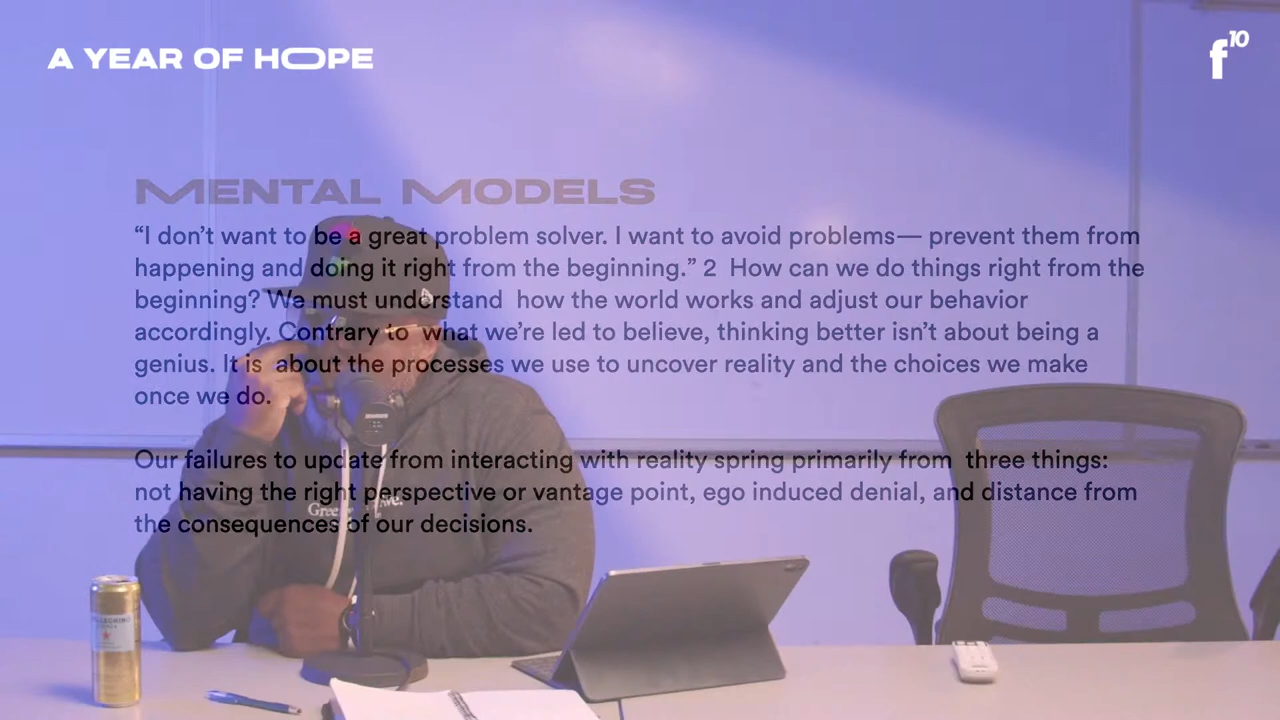 A YEAR OF HOPE
f10
MENTAL MODELS
“I don’t want to be a great problem solver. I want to avoid problems— prevent them from
happening and doing it right from the beginning.” 2 How can we do things right from the
beginning? We must understand how the world works and adjust our behavior
accordingly. Contrary to what we’re led to believe, thinking better isn’t about being a
genius. It is about the processes we use to uncover reality and the choices we make
once we do.
Our failures to update from interacting with reality spring primarily from three things:
not having the right perspective or vantage point, ego induced denial, and distance from
the consequences of our decisions.